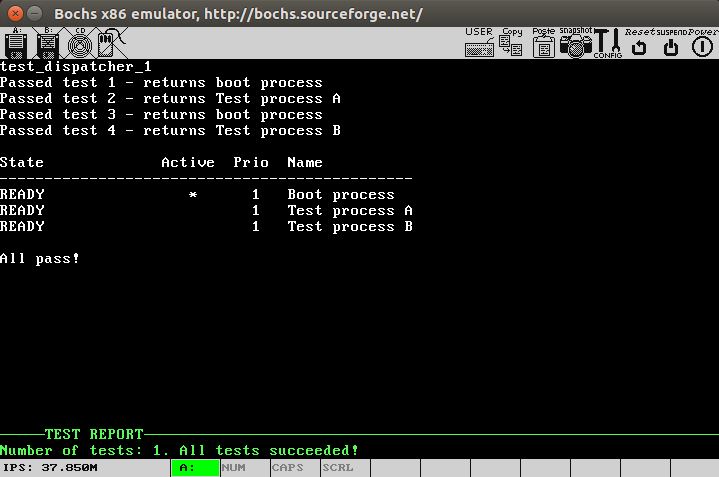 Bochs x86 emulator, http://bochs.sourceforge.net/
A: B: CD USER Copy Paste snapshot CONFIG Reset SUSPEND Power
test_dispatcher_1
Passed test 1 - returns boot process
Passed test 2 - returns Test process A
Passed test 3 - returns boot process
Passed test 4 - returns Test process B
State Active Prio Name
----------------------------------------------
READY * 1 Boot process
READY 1 Test process A
READY 1 Test process B
All pass!
TEST REPORT
Number of tests: 1. All tests succeeded!
IPS: 37.850M A: NUM CAPS SCRL